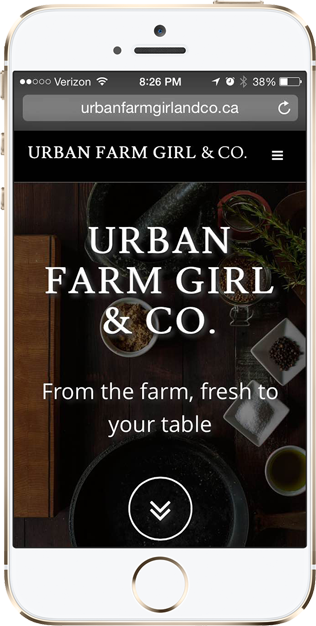 Verizon 8:26 PM 38%
urbanfarmgirlandco.ca
URBAN FARM GIRL & CO.
URBAN
FARM GIRL
& CO.
From the farm, fresh to
your table